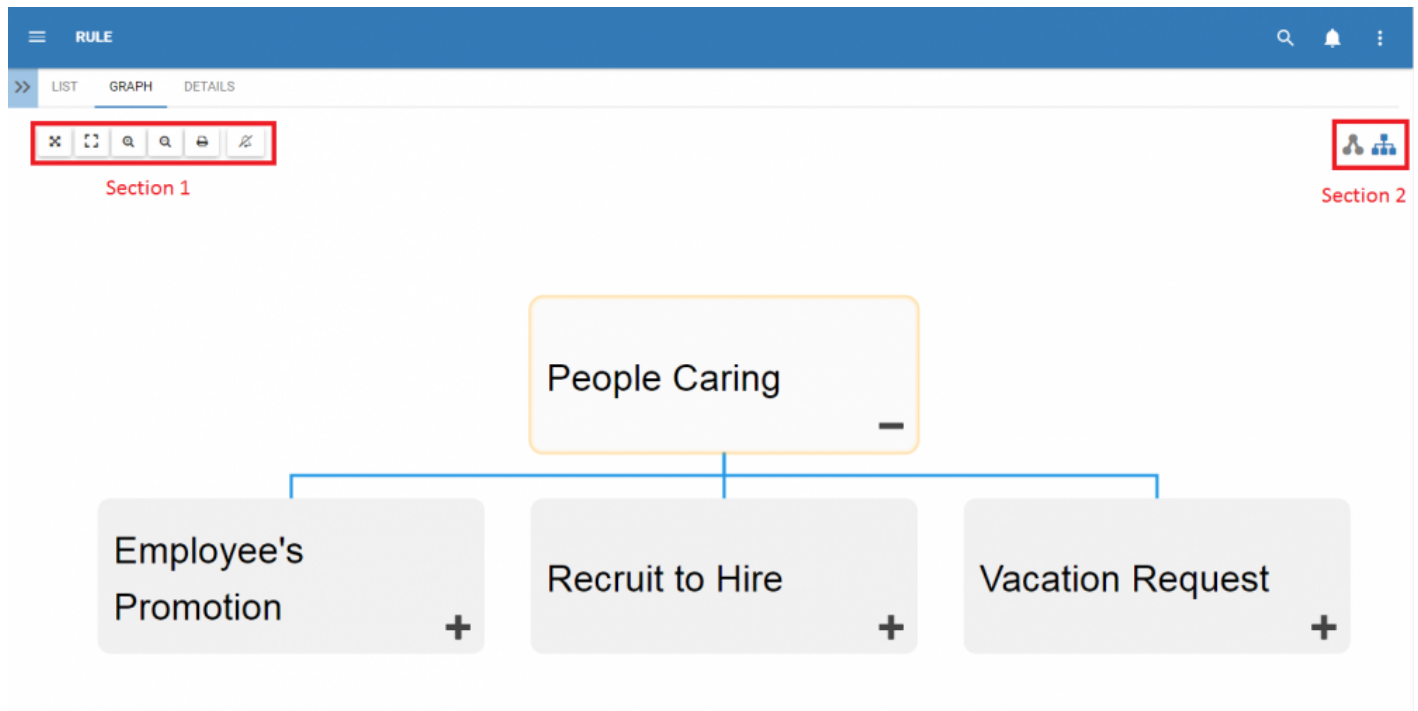 RULE
LIST GRAPH DETAILS
Section 1
Section 2
People Caring
Employee's
Promotion
Recruit to Hire
Vacation Request